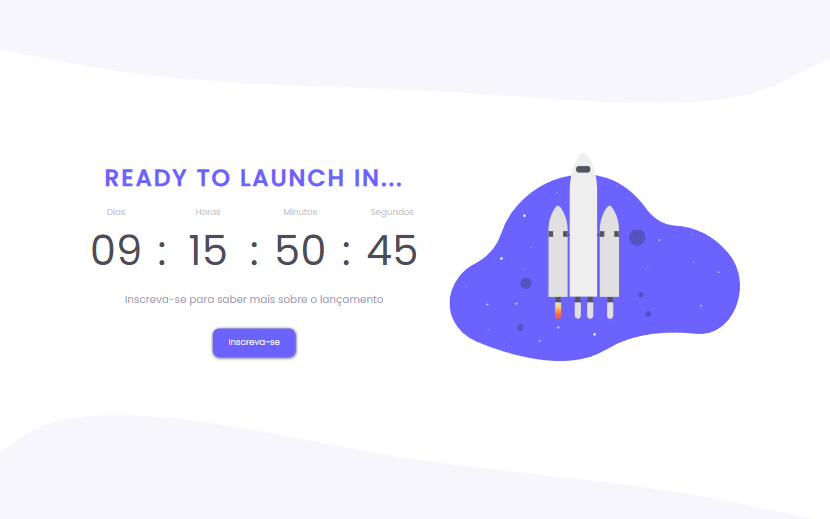 READY TO LAUNCH IN...
Dias Horas Minutos Segundos
09 : 15 : 50 : 45
Inscreva-se para saber mais sobre o lançamento
Inscreva-se